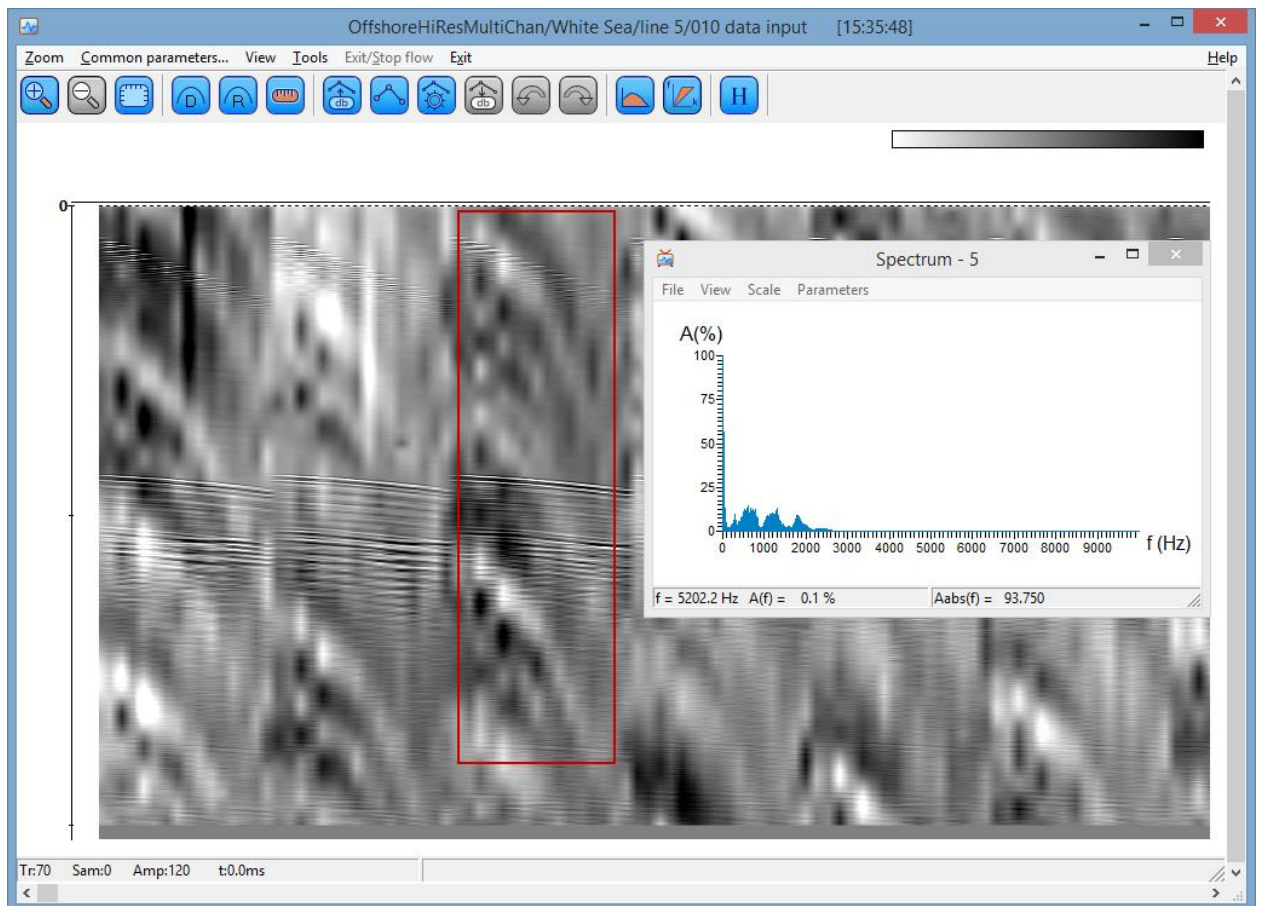 OffshoreHiResMultiChan/White Sea/line 5/010 data input [15:35:48]
Zoom Common parameters... View Tools Exit/Stop flow Exit Help
D R db db f k H
0
Spectrum - 5
File View Scale Parameters
A(%)
100
75
50
25
0
0 1000 2000 3000 4000 5000 6000 7000 8000 9000 f (Hz)
f = 5202.2 Hz A(f) = 0.1 % Aabs(f) = 93.750
Tr:70 Sam:0 Amp:120 t:0.0ms